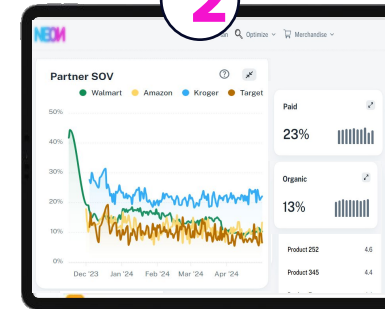 NEON
2
Optimize
Merchandise
Partner SOV
Walmart Amazon Kroger Target
50%
40%
30%
20%
10%
0%
Dec '23 Jan '24 Feb '24 Mar '24 Apr '24
Paid
23%
Organic
13%
Product 252 4.6
Product 345 4.4